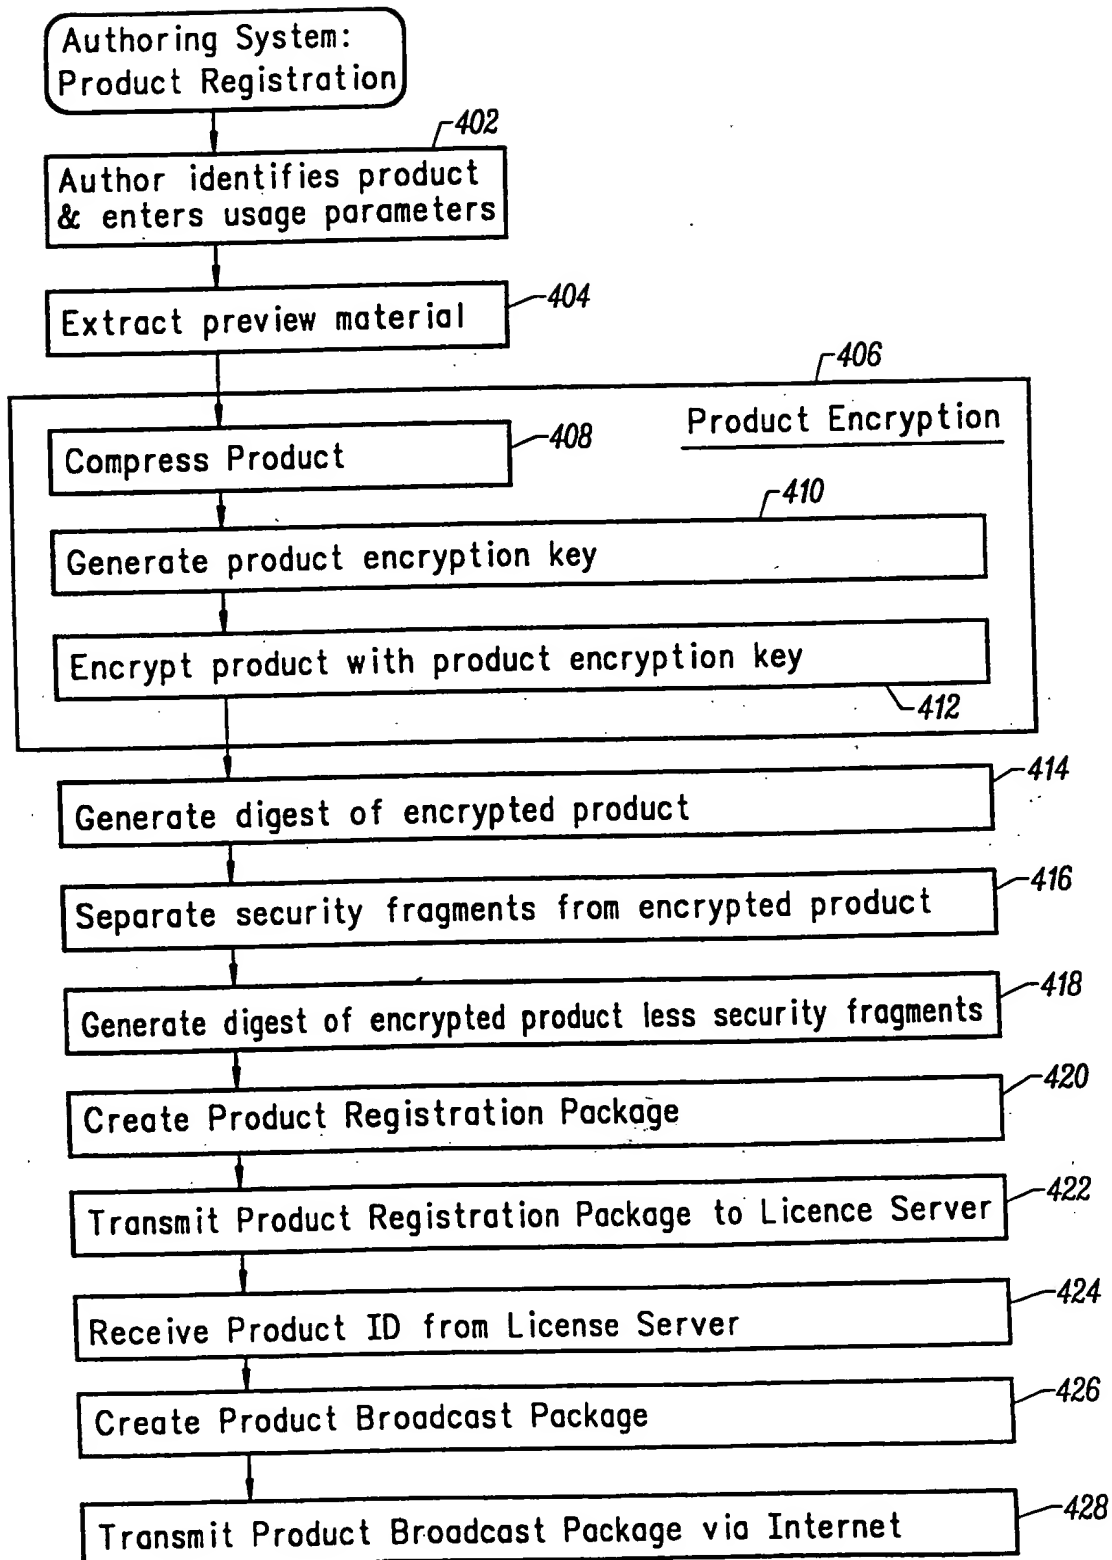 Authoring System:
Product Registration
402
Author identifies product
& enters usage parameters
404
Extract preview material
406
Product Encryption
408
Compress Product
410
Generate product encryption key
Encrypt product with product encryption key
412
414
Generate digest of encrypted product
416
Separate security fragments from encrypted product
418
Generate digest of encrypted product less security fragments
420
Create Product Registration Package
422
Transmit Product Registration Package to Licence Server
424
Receive Product ID from License Server
426
Create Product Broadcast Package
428
Transmit Product Broadcast Package via Internet